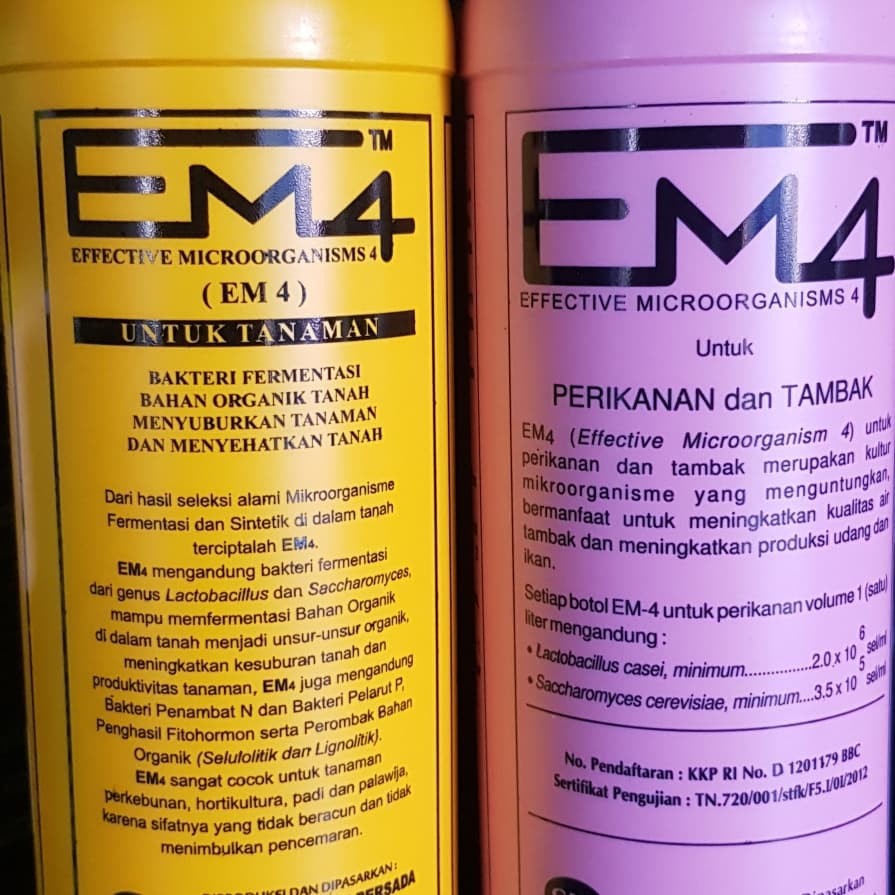 EM4 TM
EFFECTIVE MICROORGANISMS 4
( EM 4 )
UNTUK TANAMAN
BAKTERI FERMENTASI
BAHAN ORGANIK TANAH
MENYUBURKAN TANAMAN
DAN MENYEHATKAN TANAH
Dari hasil seleksi alami Mikroorganisme
Fermentasi dan Sintetik di dalam tanah
terciptalah EM4.
EM4 mengandung bakteri fermentasi
dari genus Lactobacillus dan Saccharomyces,
mampu memfermentasi Bahan Organik
di dalam tanah menjadi unsur-unsur organik,
meningkatkan kesuburan tanah dan
produktivitas tanaman, EM4 juga mengandung
Bakteri Penambat N dan Bakteri Pelarut P,
Penghasil Fitohormon serta Perombak Bahan
Organik (Selulolitik dan Lignolitik).
EM4 sangat cocok untuk tanaman
perkebunan, hortikultura, padi dan palawija,
karena sifatnya yang tidak beracun dan tidak
menimbulkan pencemaran.
DAN DIPASARKAN :
BERSADA
EM4 TM
EFFECTIVE MICROORGANISMS 4
Untuk
PERIKANAN dan TAMBAK
EM4 (Effective Microorganism 4) untuk
perikanan dan tambak merupakan kultur
mikroorganisme yang menguntungkan,
bermanfaat untuk meningkatkan kualitas air
tambak dan meningkatkan produksi udang dan
ikan.
Setiap botol EM-4 untuk perikanan volume 1 (satu)
liter mengandung :
• Lactobacillus casei, minimum...............2.0 x 10⁶ sel/ml
• Saccharomyces cerevisiae, minimum....3.5 x 10⁵ sel/ml
No. Pendaftaran : KKP RI No. D 1201179 BBC
Sertifikat Pengujian : TN.720/001/stfk/F5.I/01/2012
Dipasarkan